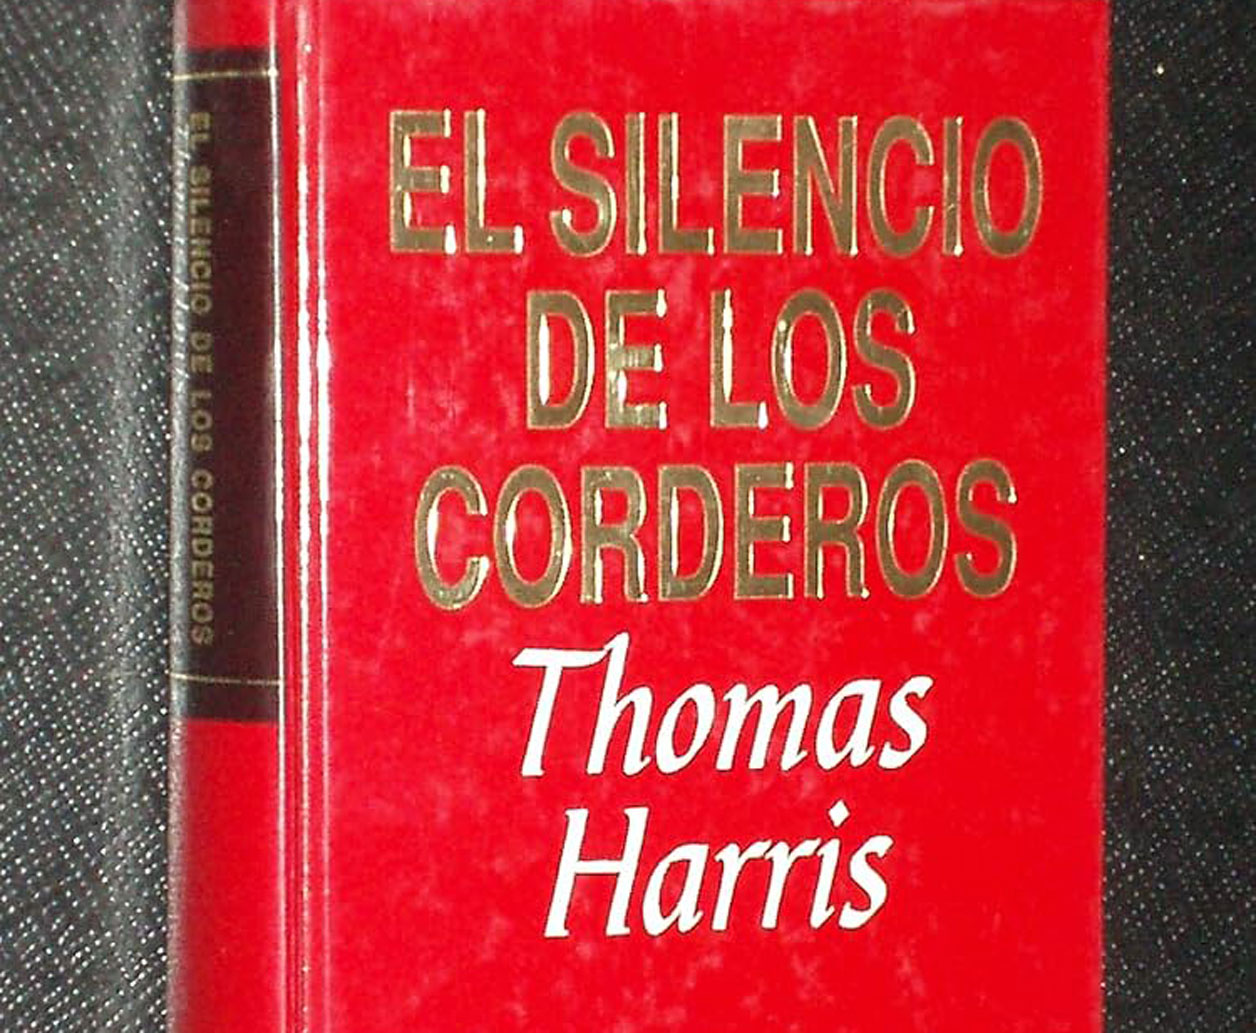 EL SILENCIO DE LOS CORDEROS
EL SILENCIO
DE LOS
CORDEROS
Thomas
Harris